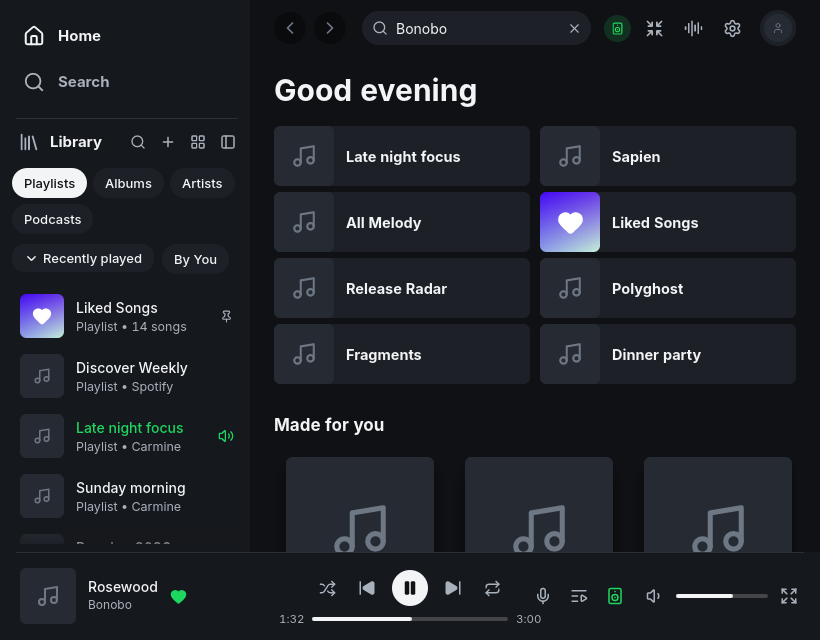 Home
Search
Library
Playlists
Albums
Artists
Podcasts
Recently played
By You
Liked Songs
Playlist • 14 songs
Discover Weekly
Playlist • Spotify
Late night focus
Playlist • Carmine
Sunday morning
Playlist • Carmine
Bonobo
Good evening
Late night focus
Sapien
All Melody
Liked Songs
Release Radar
Polyghost
Fragments
Dinner party
Made for you
Rosewood
Bonobo
1:32
3:00